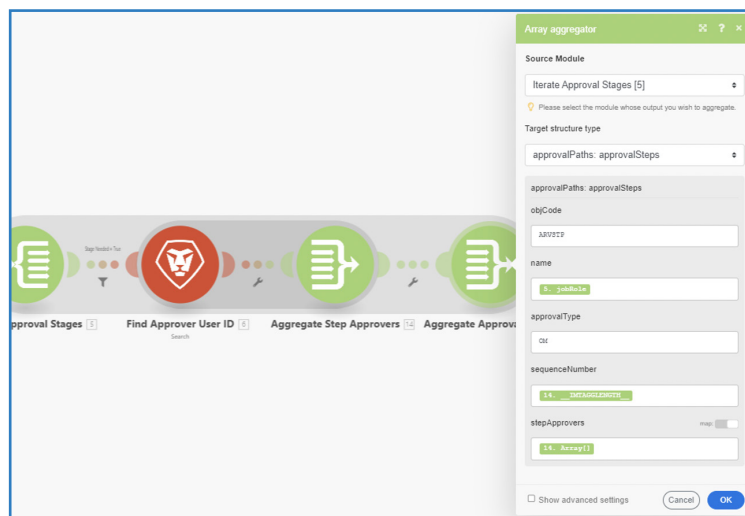 Array aggregator
?
Source Module
Iterate Approval Stages [5]
Please select the module whose output you wish to aggregate.
Target structure type
approvalPaths: approvalSteps
approvalPaths: approvalSteps
objCode
ARVSTP
name
5. jobRole
approvalType
OM
sequenceNumber
14. __IMTAGGLENGTH__
stepApprovers
map:
14. Array[]
Show advanced settings
Cancel
OK
Stage Needed = True
pproval Stages 5
Find Approver User ID 6
Search
Aggregate Step Approvers 14
Aggregate Approva